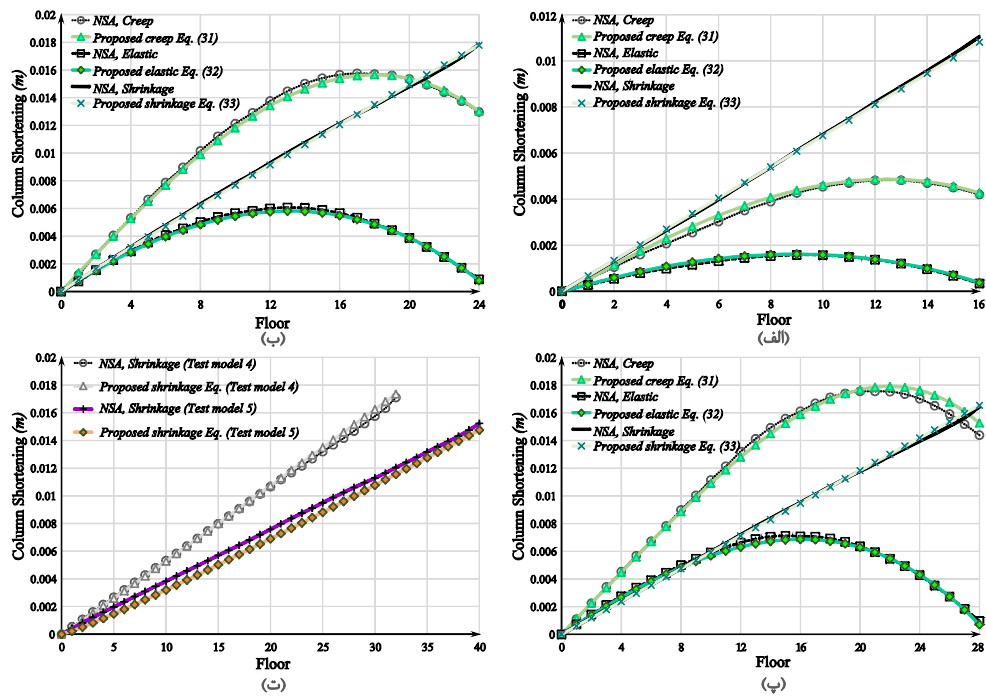 NSA, Creep
Proposed creep Eq. (31)
NSA, Elastic
Proposed elastic Eq. (32)
NSA, Shrinkage
Proposed shrinkage Eq. (33)
Column Shortening (m)
0.02
0.018
0.016
0.014
0.012
0.01
0.008
0.006
0.004
0.002
0
0 4 8 12 16 20 24
Floor
(ب)
NSA, Creep
Proposed creep Eq. (31)
NSA, Elastic
Proposed elastic Eq. (32)
NSA, Shrinkage
Proposed shrinkage Eq. (33)
Column Shortening (m)
0.012
0.01
0.008
0.006
0.004
0.002
0
0 2 4 6 8 10 12 14 16
Floor
(الف)
NSA, Shrinkage (Test model 4)
Proposed shrinkage Eq. (Test model 4)
NSA, Shrinkage (Test model 5)
Proposed shrinkage Eq. (Test model 5)
Column Shortening (m)
0.02
0.018
0.016
0.014
0.012
0.01
0.008
0.006
0.004
0.002
0
0 5 10 15 20 25 30 35 40
Floor
(ت)
NSA, Creep
Proposed creep Eq. (31)
NSA, Elastic
Proposed elastic Eq. (32)
NSA, Shrinkage
Proposed shrinkage Eq. (33)
Column Shortening (m)
0.02
0.018
0.016
0.014
0.012
0.01
0.008
0.006
0.004
0.002
0
0 4 8 12 16 20 24 28
Floor
(پ)